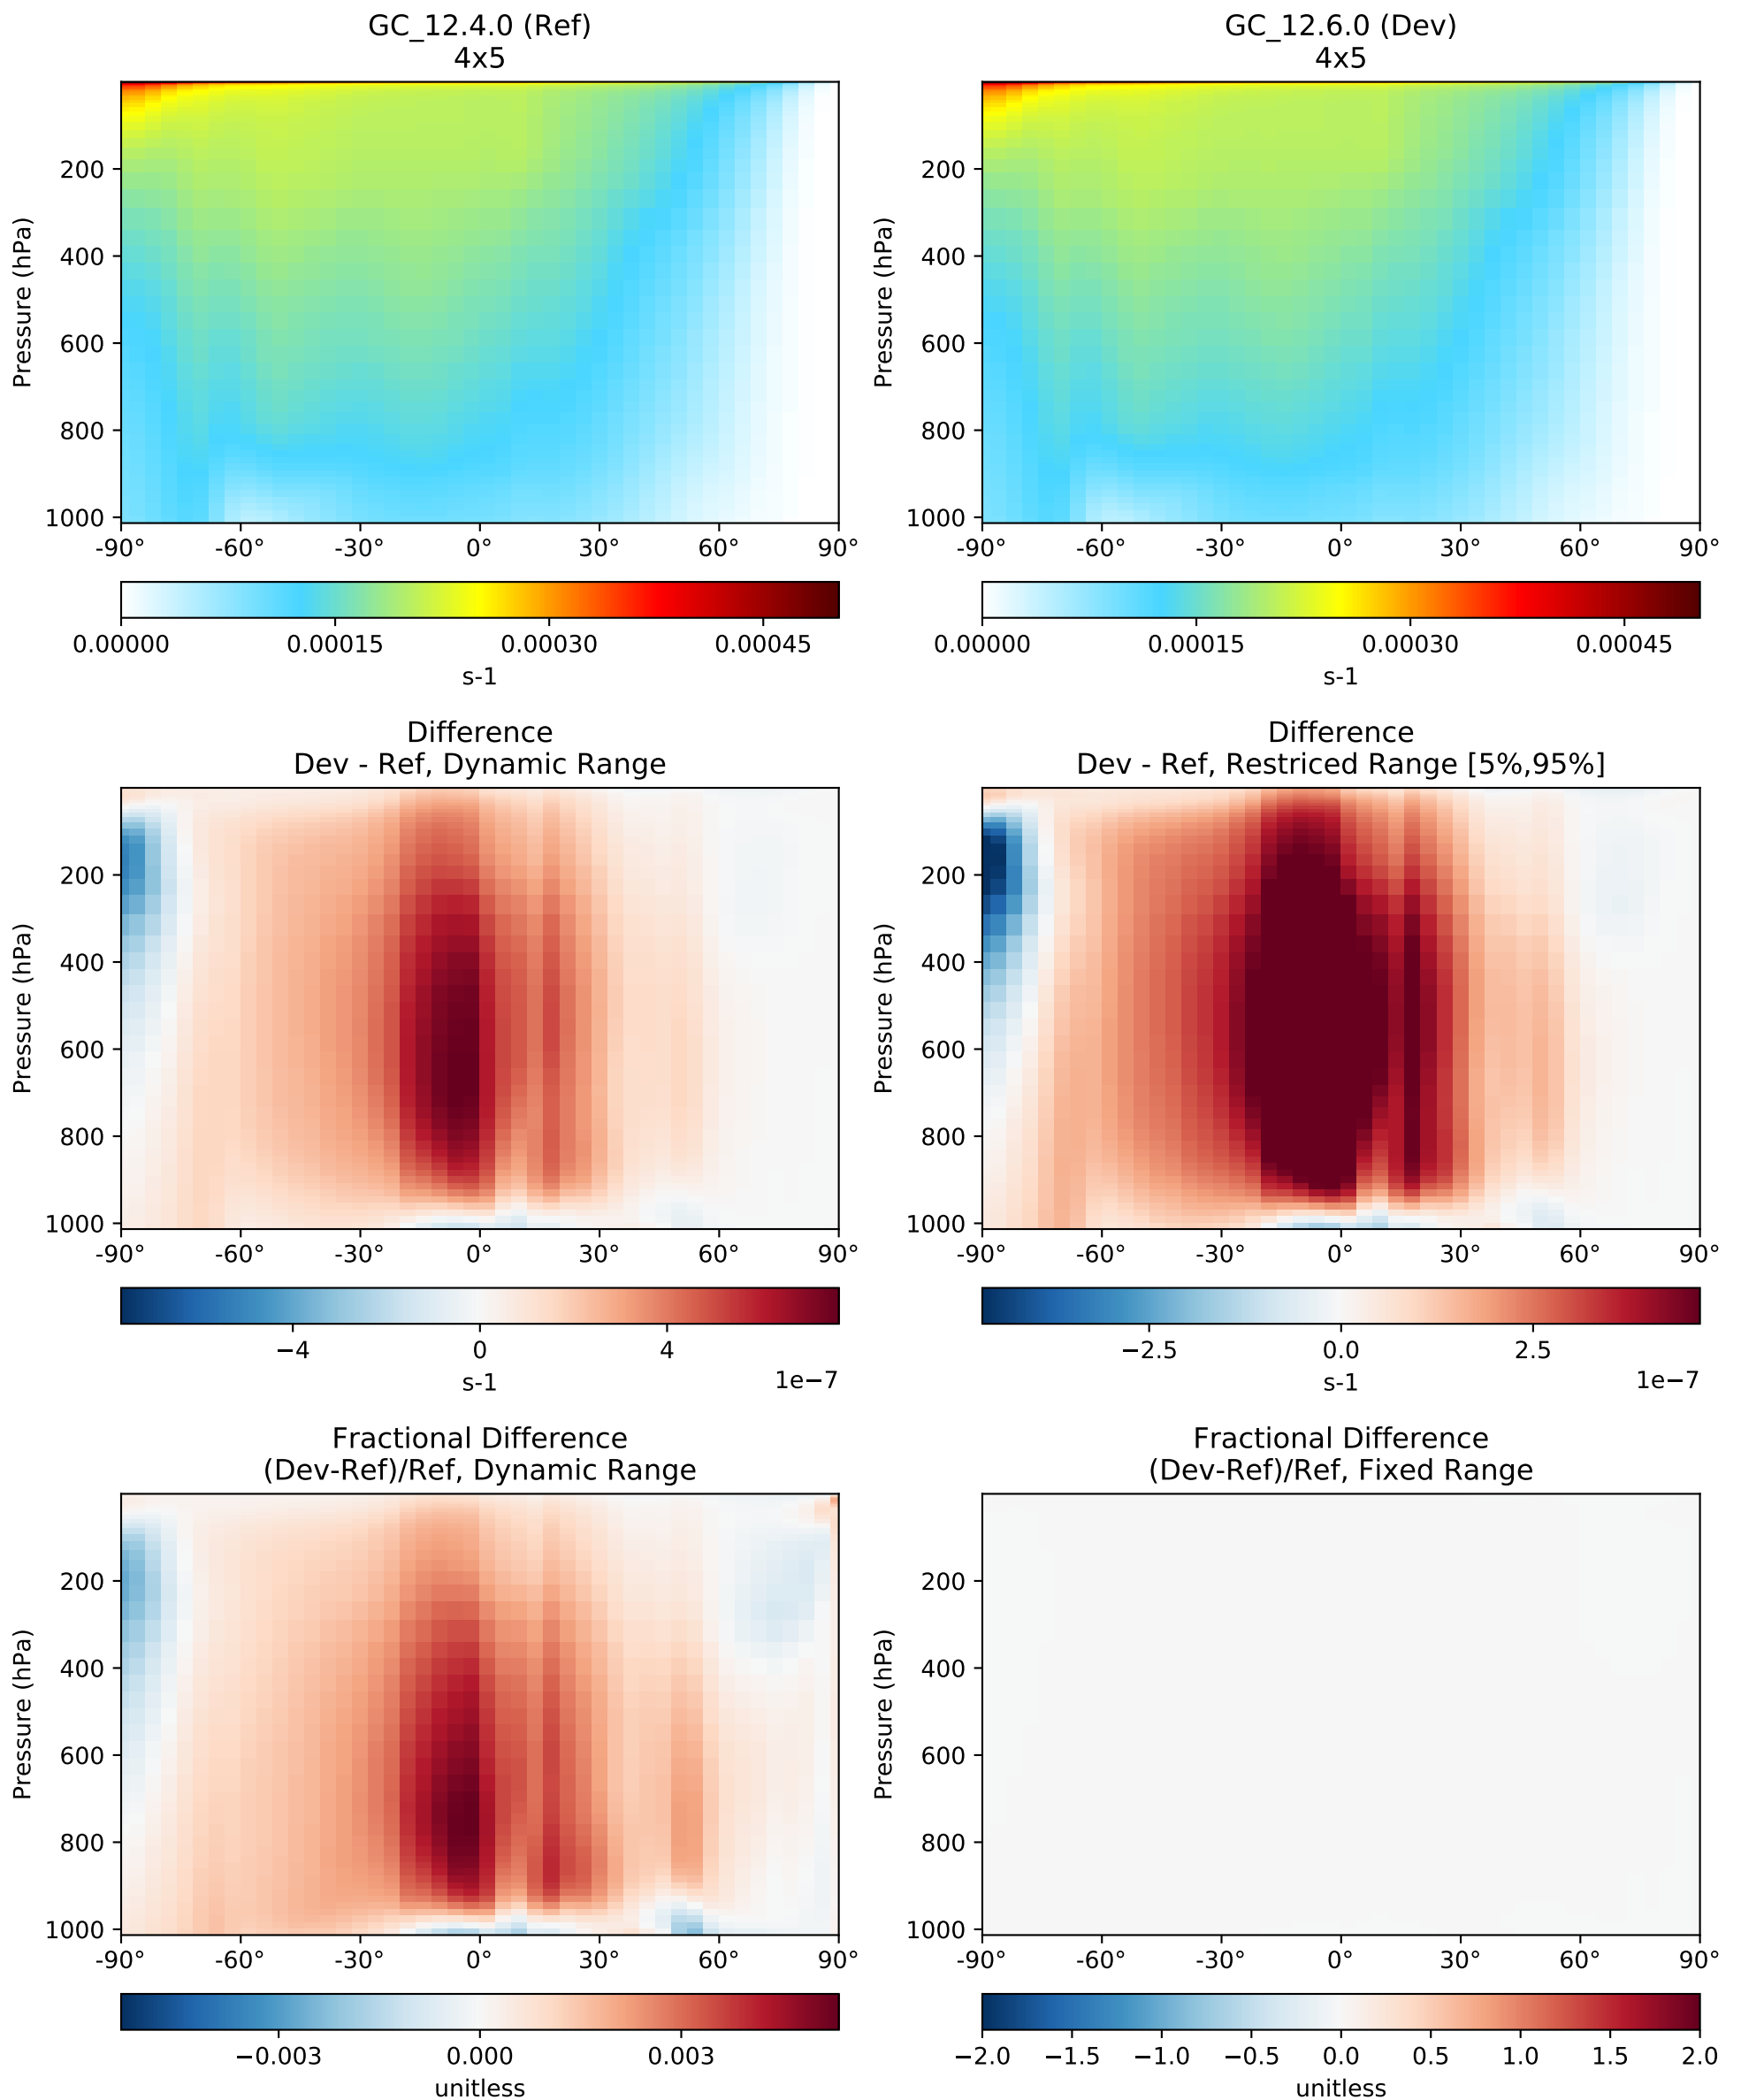 GC_12.4.0 (Ref)
4x5
Pressure (hPa)
200
400
600
800
1000
-90° -60° -30° 0° 30° 60° 90°
0.00000 0.00015 0.00030 0.00045
s-1
GC_12.6.0 (Dev)
4x5
Pressure (hPa)
200
400
600
800
1000
-90° -60° -30° 0° 30° 60° 90°
0.00000 0.00015 0.00030 0.00045
s-1
Difference
Dev - Ref, Dynamic Range
Pressure (hPa)
200
400
600
800
1000
-90° -60° -30° 0° 30° 60° 90°
−4 0 4
s-1 1e−7
Difference
Dev - Ref, Restriced Range [5%,95%]
Pressure (hPa)
200
400
600
800
1000
-90° -60° -30° 0° 30° 60° 90°
−2.5 0.0 2.5
s-1 1e−7
Fractional Difference
(Dev-Ref)/Ref, Dynamic Range
Pressure (hPa)
200
400
600
800
1000
-90° -60° -30° 0° 30° 60° 90°
−0.003 0.000 0.003
unitless
Fractional Difference
(Dev-Ref)/Ref, Fixed Range
Pressure (hPa)
200
400
600
800
1000
-90° -60° -30° 0° 30° 60° 90°
−2.0 −1.5 −1.0 −0.5 0.0 0.5 1.0 1.5 2.0
unitless